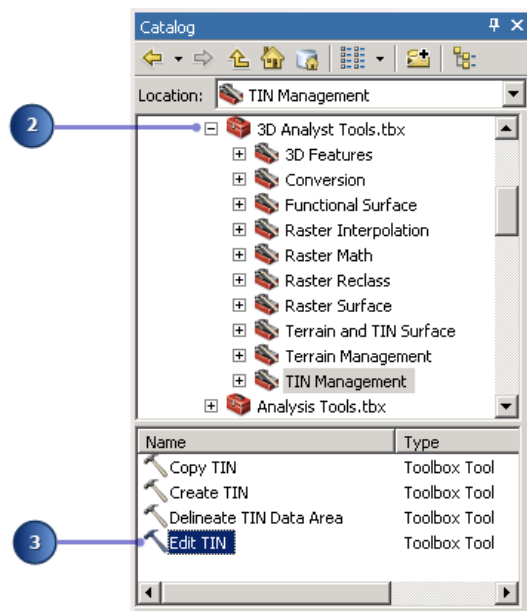 Catalog
Location: TIN Management
2
3D Analyst Tools.tbx
3D Features
Conversion
Functional Surface
Raster Interpolation
Raster Math
Raster Reclass
Raster Surface
Terrain and TIN Surface
Terrain Management
TIN Management
Analysis Tools.tbx
Name Type
Copy TIN Toolbox Tool
Create TIN Toolbox Tool
Delineate TIN Data Area Toolbox Tool
3
Edit TIN Toolbox Tool